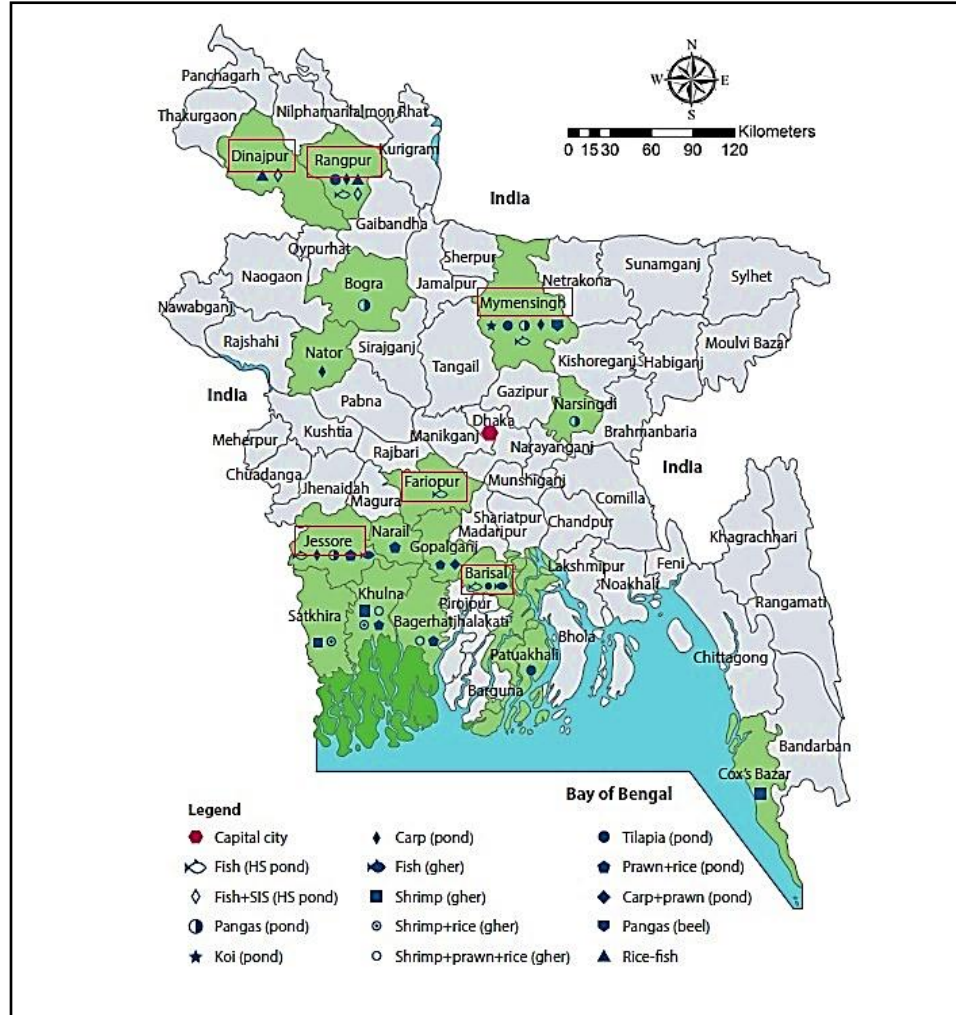 N
W E
S
Kilometers
0 15 30 60 90 120
Panchagarh
Thakurgaon
Nilphamari
lalmon Rhat
Kurigram
Dinajpur
Rangpur
India
Gaibandha
Qypurhat
Sherpur
Naogaon
Bogra
Jamalpur
Netrakona
Sunamganj
Sylhet
Nawabganj
Mymensingh
Rajshahi
Nator
Sirajganj
Tangail
Kishoreganj
Habiganj
Moulvi Bazar
India
Pabna
Gazipur
Narsingdi
Meherpur
Kushtia
Manikganj
Dhaka
Brahmanbaria
Rajbari
Narayanganj
Chuadanga
Jhenaidah
Magura
Fariopur
Munshiganj
India
Comilla
Shariatpur
Chandpur
Jessore
Narail
Madaripur
Gopalganj
Khagrachhari
Barisal
Lakshmipur
Feni
Noakhali
Khulna
Pirojpur
Rangamati
Satkhira
Bagerhat
jhalakati
Bhola
Patuakhali
Chittagong
Barguna
Bandarban
Cox's Bazar
Bay of Bengal
Legend
Capital city
Carp (pond)
Tilapia (pond)
Fish (HS pond)
Fish (gher)
Prawn+rice (pond)
Fish+SIS (HS pond)
Shrimp (gher)
Carp+prawn (pond)
Pangas (pond)
Shrimp+rice (gher)
Pangas (beel)
Koi (pond)
Shrimp+prawn+rice (gher)
Rice-fish